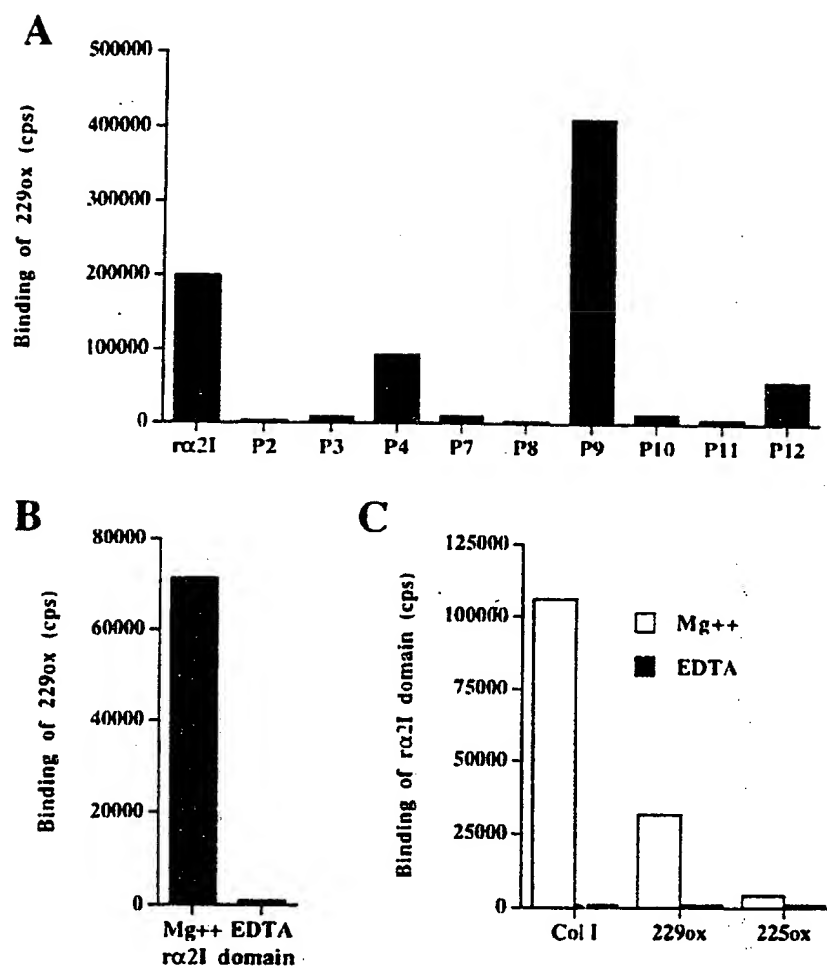 A
Binding of 229ox (cps)
500000
400000
300000
200000
100000
0
rα2I P2 P3 P4 P7 P8 P9 P10 P11 P12
B
Binding of 229ox (cps)
80000
60000
40000
20000
0
Mg++ EDTA
rα2I domain
C
Binding of rα2I domain (cps)
125000
100000
75000
50000
25000
0
Mg++
EDTA
Col I 229ox 225ox